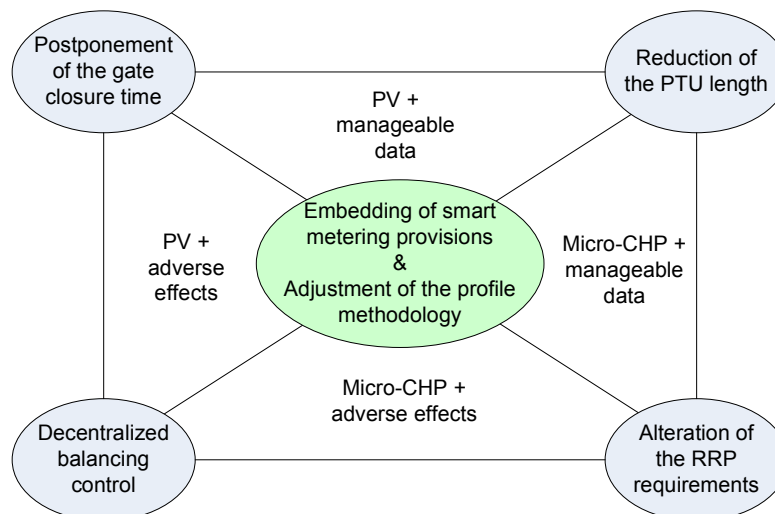 Postponement
of the gate
closure time
Reduction of
the PTU length
PV +
manageable
data
Embedding of smart
metering provisions
&
Adjustment of the profile
methodology
PV +
adverse
effects
Micro-CHP +
manageable
data
Micro-CHP +
adverse effects
Decentralized
balancing
control
Alteration of
the RRP
requirements